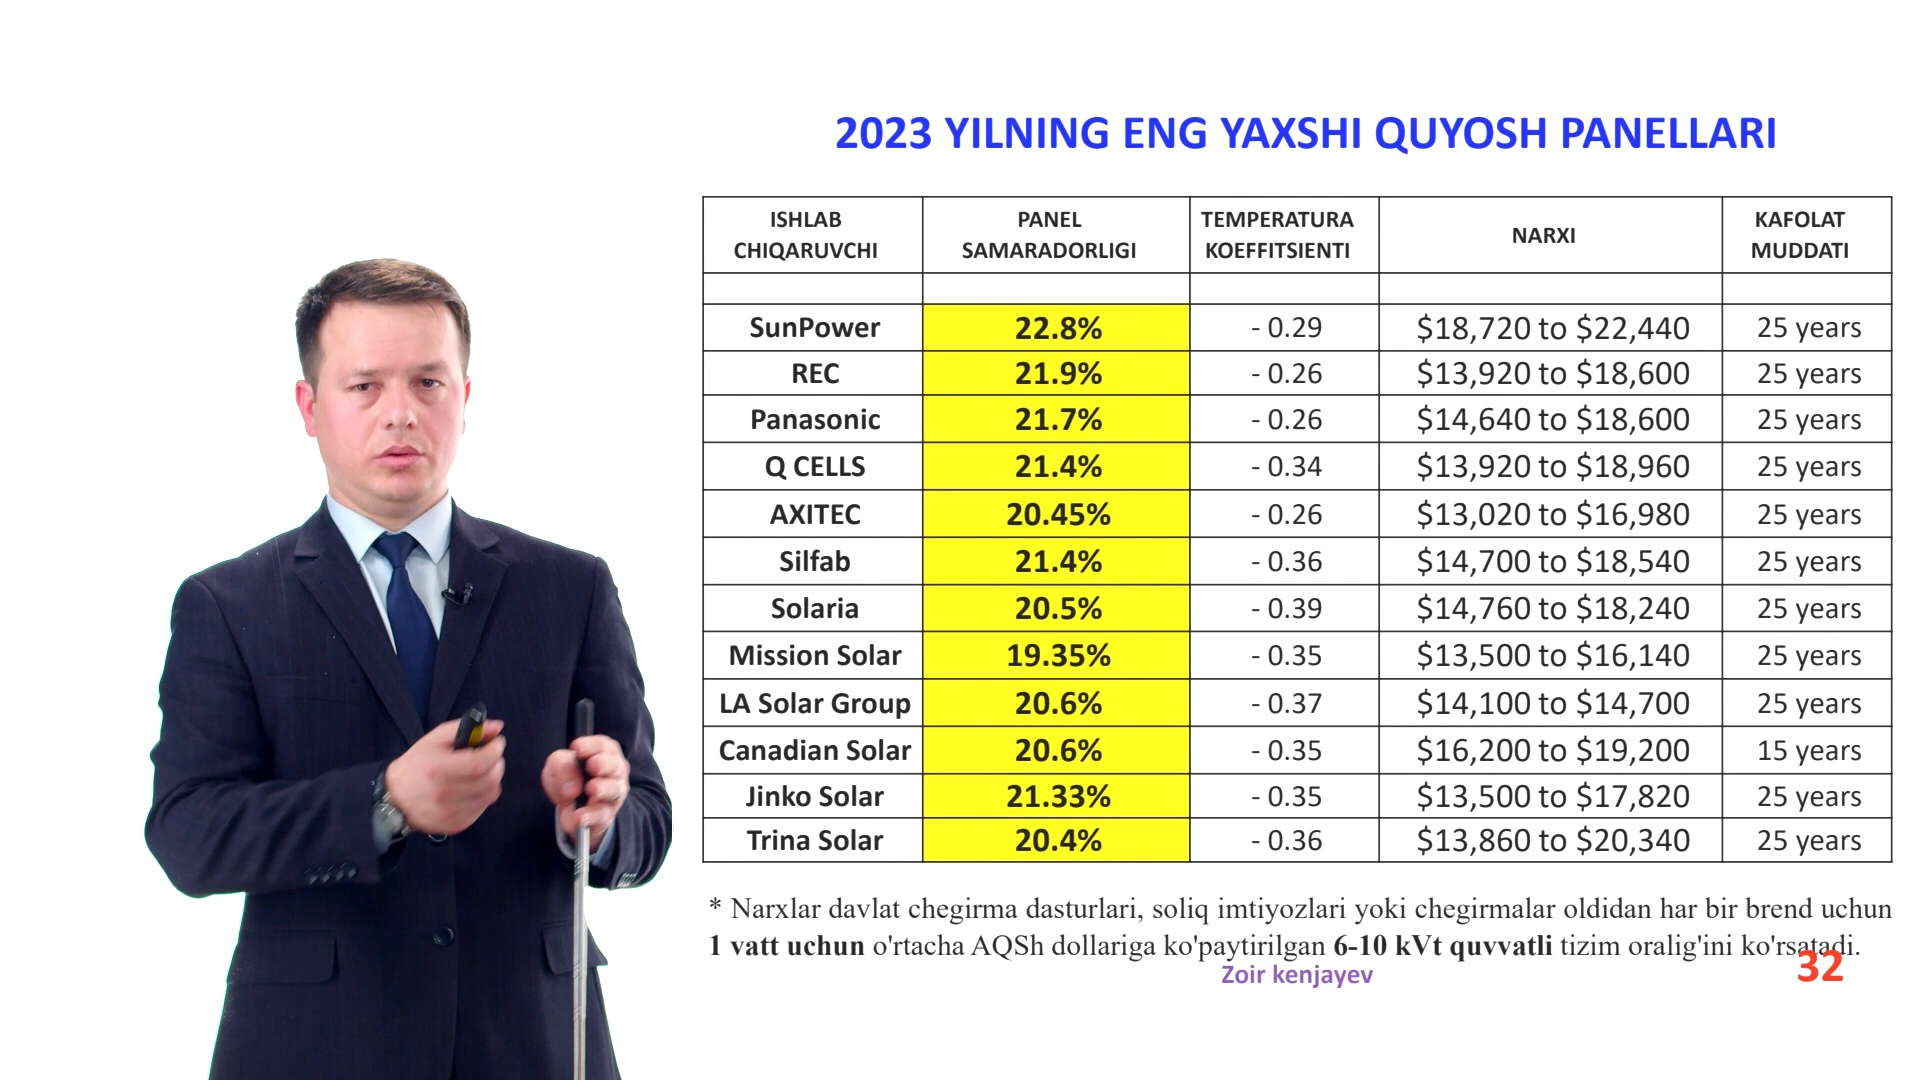 2023 YILNING ENG YAXSHI QUYOSH PANELLARI
ISHLAB CHIQARUVCHI PANEL SAMARADORLIGI TEMPERATURA KOEFFITSIENTI NARXI KAFOLAT MUDDATI
SunPower 22.8% - 0.29 $18,720 to $22,440 25 years
REC 21.9% - 0.26 $13,920 to $18,600 25 years
Panasonic 21.7% - 0.26 $14,640 to $18,600 25 years
Q CELLS 21.4% - 0.34 $13,920 to $18,960 25 years
AXITEC 20.45% - 0.26 $13,020 to $16,980 25 years
Silfab 21.4% - 0.36 $14,700 to $18,540 25 years
Solaria 20.5% - 0.39 $14,760 to $18,240 25 years
Mission Solar 19.35% - 0.35 $13,500 to $16,140 25 years
LA Solar Group 20.6% - 0.37 $14,100 to $14,700 25 years
Canadian Solar 20.6% - 0.35 $16,200 to $19,200 15 years
Jinko Solar 21.33% - 0.35 $13,500 to $17,820 25 years
Trina Solar 20.4% - 0.36 $13,860 to $20,340 25 years
* Narxlar davlat chegirma dasturlari, soliq imtiyozlari yoki chegirmalar oldidan har bir brend uchun
1 vatt uchun o'rtacha AQSh dollariga ko'paytirilgan 6-10 kVt quvvatli tizim oralig'ini ko'rsatadi.
Zoir kenjayev
32